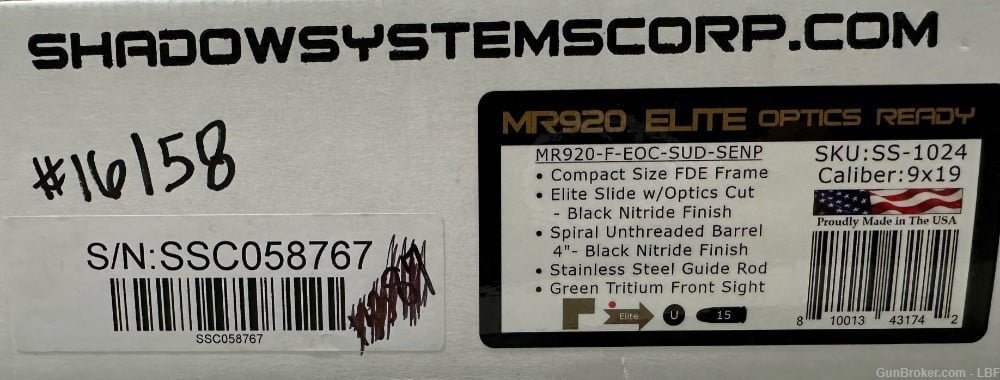 SHADOWSYSTEMSCORP.COM
#16158
S/N:SSC058767
SSC058767
MR920 ELITE OPTICS READY
MR920-F-EOC-SUD-SENP
• Compact Size FDE Frame
• Elite Slide w/Optics Cut
- Black Nitride Finish
• Spiral Unthreaded Barrel
4"- Black Nitride Finish
• Stainless Steel Guide Rod
• Green Tritium Front Sight
Elite
U
15
SKU:SS-1024
Caliber:9x19
Proudly Made in The USA
8 10013 43174 2
GunBroker.com - LBF